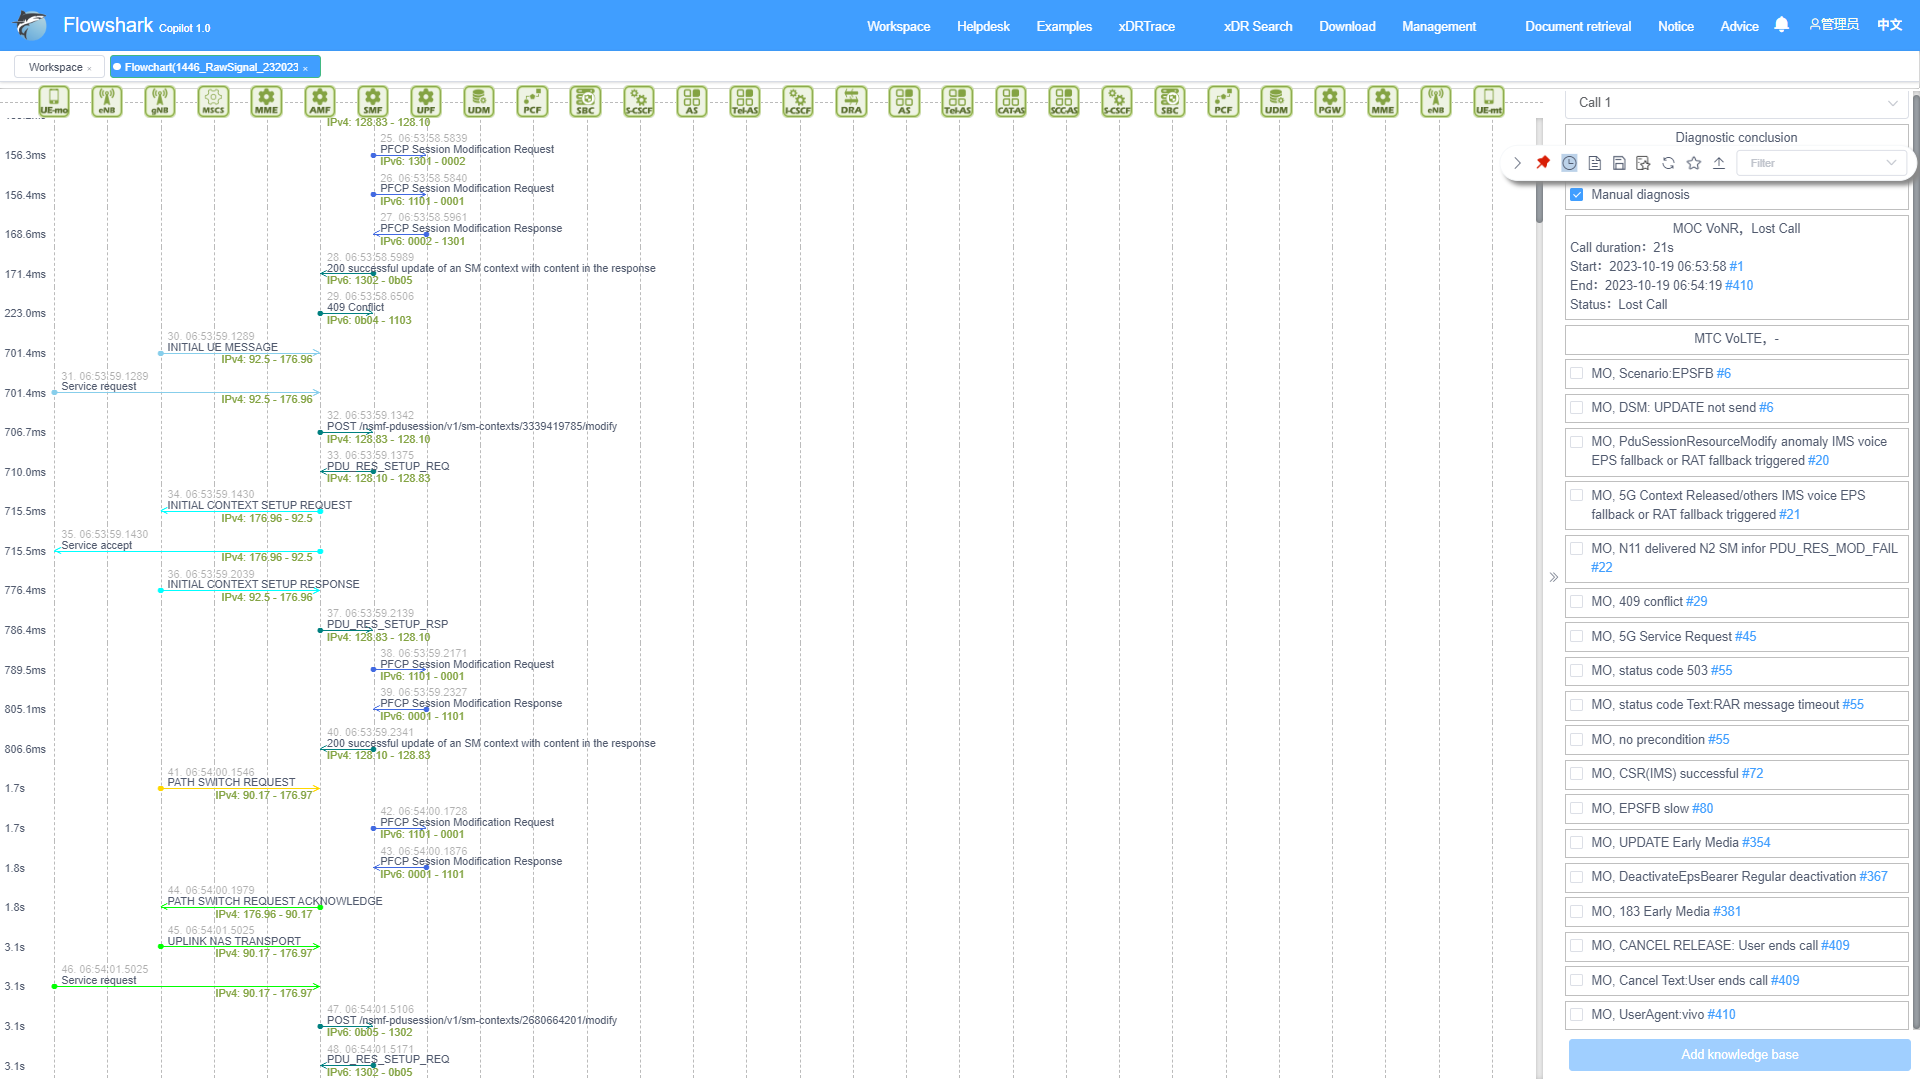 Flowshark Copilot 1.0
Workspace Helpdesk Examples xDRTrace xDR Search Download Management Document retrieval Notice Advice 管理员 中文
Workspace × Flowchart(1446_RawSignal_232023 ×
UE-mo eNB gNB MSCS MME AMF SMF UPF UDM PCF SBC S-CSCF AS Tel-AS I-CSCF DRA AS Tel-AS CAT-AS SCC-AS S-CSCF SBC PCF UDM PGW MME eNB UE-mt
IPv4: 128.83 - 128.10
25. 06:53:58.5839
156.3ms PFCP Session Modification Request
IPv6: 1301 - 0002
26. 06:53:58.5840
156.4ms PFCP Session Modification Request
IPv6: 1101 - 0001
27. 06:53:58.5961
168.6ms PFCP Session Modification Response
IPv6: 0002 - 1301
28. 06:53:58.5989
171.4ms 200 successful update of an SM context with content in the response
IPv6: 1302 - 0b05
29. 06:53:58.6506
223.0ms 409 Conflict
IPv6: 0b04 - 1103
30. 06:53:59.1289
701.4ms INITIAL UE MESSAGE
IPv4: 92.5 - 176.96
31. 06:53:59.1289
701.4ms Service request
IPv4: 92.5 - 176.96
32. 06:53:59.1342
706.7ms POST /nsmf-pdusession/v1/sm-contexts/3339419785/modify
IPv4: 128.83 - 128.10
33. 06:53:59.1375
710.0ms PDU_RES_SETUP_REQ
IPv4: 128.10 - 128.83
34. 06:53:59.1430
715.5ms INITIAL CONTEXT SETUP REQUEST
IPv4: 176.96 - 92.5
35. 06:53:59.1430
715.5ms Service accept
IPv4: 176.96 - 92.5
36. 06:53:59.2039
776.4ms INITIAL CONTEXT SETUP RESPONSE
IPv4: 92.5 - 176.96
37. 06:53:59.2139
786.4ms PDU_RES_SETUP_RSP
IPv4: 128.83 - 128.10
38. 06:53:59.2171
789.5ms PFCP Session Modification Request
IPv6: 1101 - 0001
39. 06:53:59.2327
805.1ms PFCP Session Modification Response
IPv6: 0001 - 1101
40. 06:53:59.2341
806.6ms 200 successful update of an SM context with content in the response
IPv4: 128.10 - 128.83
41. 06:54:00.1546
1.7s PATH SWITCH REQUEST
IPv4: 90.17 - 176.97
42. 06:54:00.1728
1.7s PFCP Session Modification Request
IPv6: 1101 - 0001
43. 06:54:00.1876
1.8s PFCP Session Modification Response
IPv6: 0001 - 1101
44. 06:54:00.1979
1.8s PATH SWITCH REQUEST ACKNOWLEDGE
IPv4: 176.96 - 90.17
45. 06:54:01.5025
3.1s UPLINK NAS TRANSPORT
IPv4: 90.17 - 176.97
46. 06:54:01.5025
3.1s Service request
IPv4: 90.17 - 176.97
47. 06:54:01.5106
3.1s POST /nsmf-pdusession/v1/sm-contexts/2680664201/modify
IPv6: 0b05 - 1302
48. 06:54:01.5171
3.1s PDU_RES_SETUP_REQ
IPv6: 1302 - 0b05
Call 1
Diagnostic conclusion
Filter
Manual diagnosis
MOC VoNR，Lost Call
Call duration：21s
Start：2023-10-19 06:53:58 #1
End：2023-10-19 06:54:19 #410
Status：Lost Call
MTC VoLTE，-
MO, Scenario:EPSFB #6
MO, DSM: UPDATE not send #6
MO, PduSessionResourceModify anomaly IMS voice
EPS fallback or RAT fallback triggered #20
MO, 5G Context Released/others IMS voice EPS
fallback or RAT fallback triggered #21
MO, N11 delivered N2 SM infor PDU_RES_MOD_FAIL
#22
MO, 409 conflict #29
MO, 5G Service Request #45
MO, status code 503 #55
MO, status code Text:RAR message timeout #55
MO, no precondition #55
MO, CSR(IMS) successful #72
MO, EPSFB slow #80
MO, UPDATE Early Media #354
MO, DeactivateEpsBearer Regular deactivation #367
MO, 183 Early Media #381
MO, CANCEL RELEASE: User ends call #409
MO, Cancel Text:User ends call #409
MO, UserAgent:vivo #410
Add knowledge base